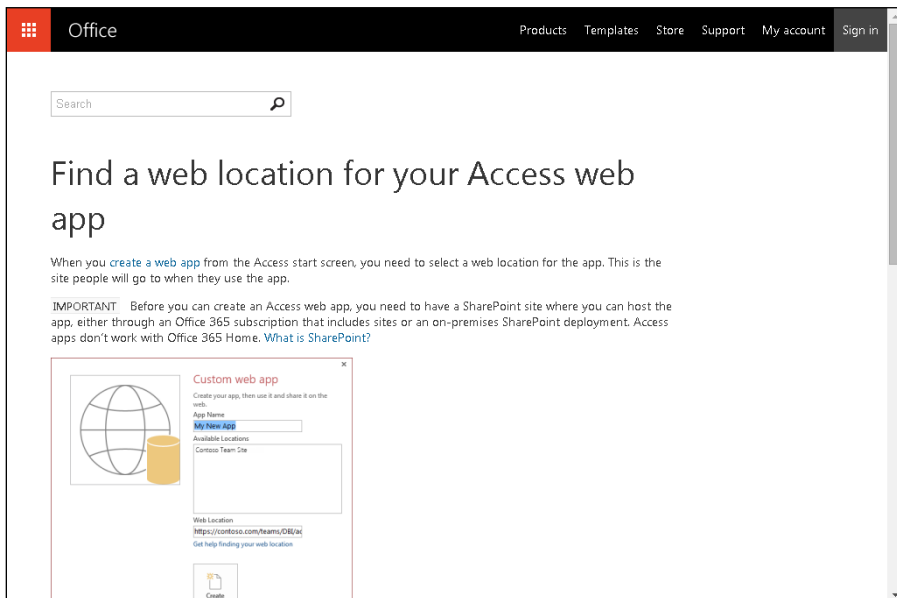 Office
Products Templates Store Support My account Sign in
Search
Find a web location for your Access web
app
When you create a web app from the Access start screen, you need to select a web location for the app. This is the
site people will go to when they use the app.
IMPORTANT Before you can create an Access web app, you need to have a SharePoint site where you can host the
app, either through an Office 365 subscription that includes sites or an on-premises SharePoint deployment. Access
apps don't work with Office 365 Home. What is SharePoint?
Custom web app
Create your app, then use it and share it on the
web.
App Name
My New App
Available Locations
Contoso Team Site
Web Location
https://contoso.com/teams/DEI/ac
Get help finding your web location
Create